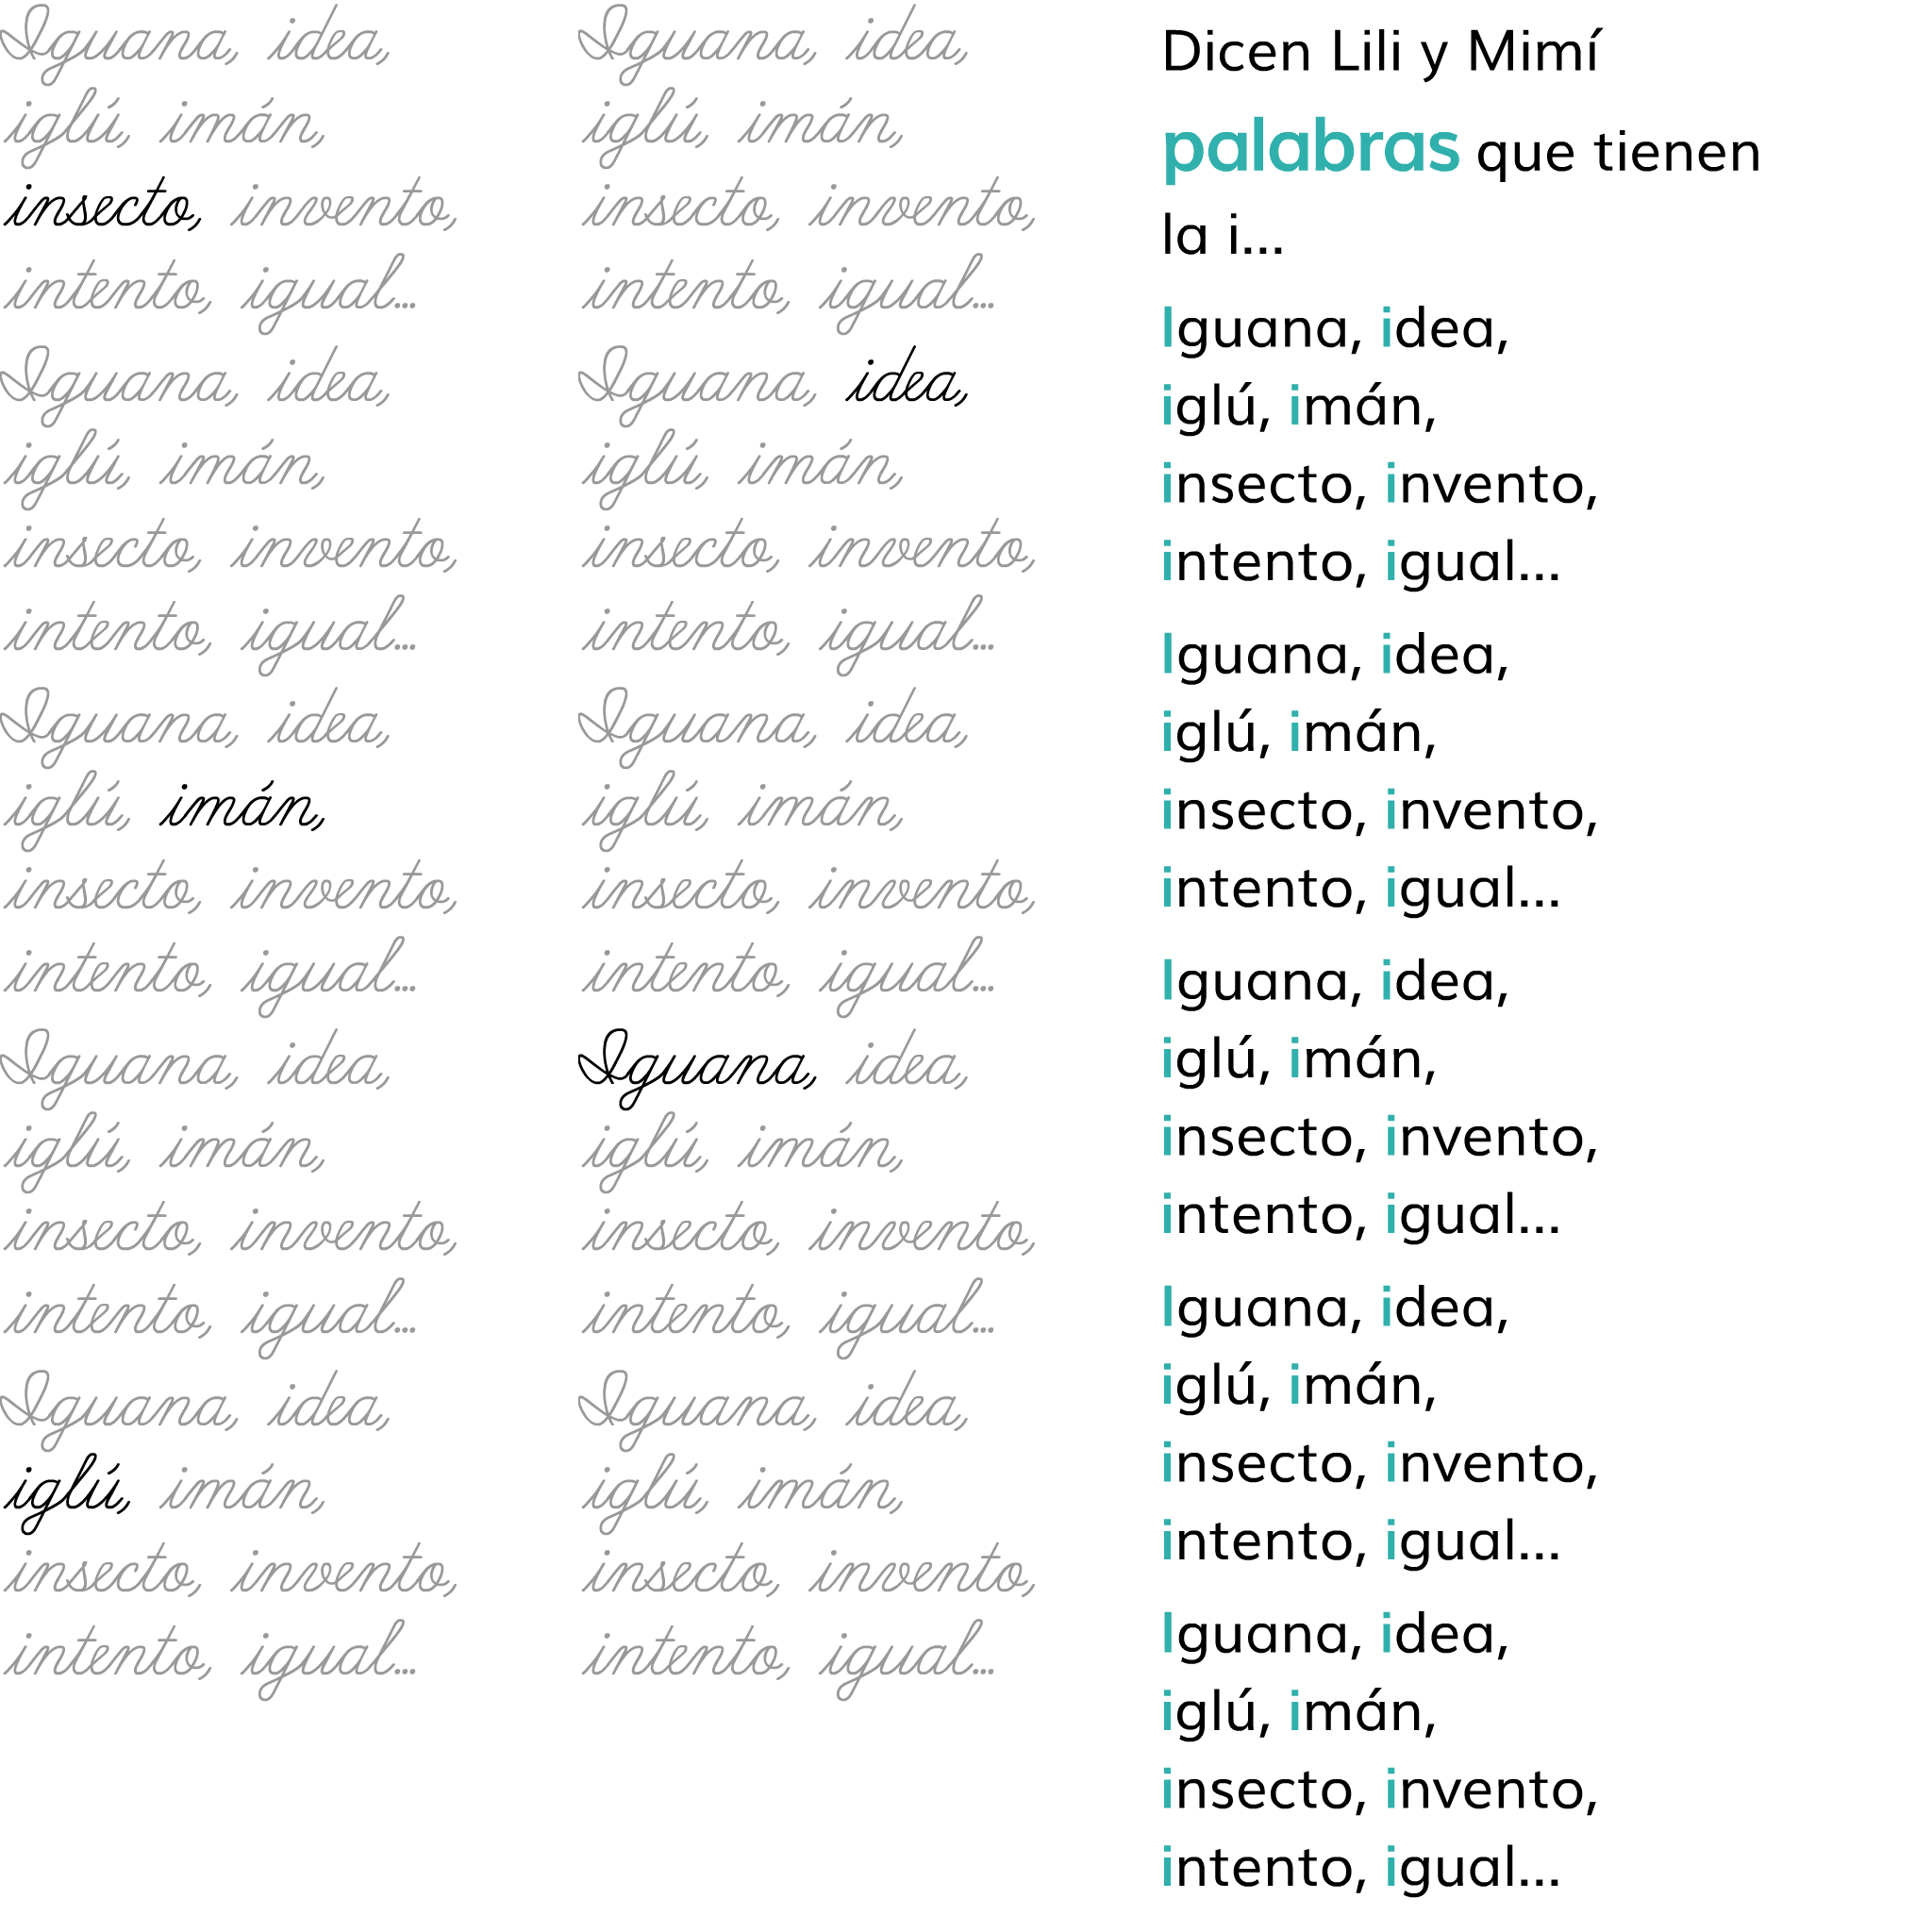 Iguana, idea,
iglú, imán,
insecto, invento,
intento, igual...
Iguana, idea,
iglú, imán,
insecto, invento,
intento, igual...
Iguana, idea,
iglú, imán,
insecto, invento,
intento, igual...
Iguana, idea,
iglú, imán,
insecto, invento,
intento, igual...
Iguana, idea,
iglú, imán,
insecto, invento,
intento, igual...
Iguana, idea,
iglú, imán,
insecto, invento,
intento, igual...
Iguana, idea,
iglú, imán,
insecto, invento,
intento, igual...
Iguana, idea,
iglú, imán,
insecto, invento,
intento, igual...
Iguana, idea,
iglú, imán,
insecto, invento,
intento, igual...
Iguana, idea,
iglú, imán,
insecto, invento,
intento, igual...
Dicen Lili y Mimí
palabras que tienen
la i...
Iguana, idea,
iglú, imán,
insecto, invento,
intento, igual...
Iguana, idea,
iglú, imán,
insecto, invento,
intento, igual...
Iguana, idea,
iglú, imán,
insecto, invento,
intento, igual...
Iguana, idea,
iglú, imán,
insecto, invento,
intento, igual...
Iguana, idea,
iglú, imán,
insecto, invento,
intento, igual...